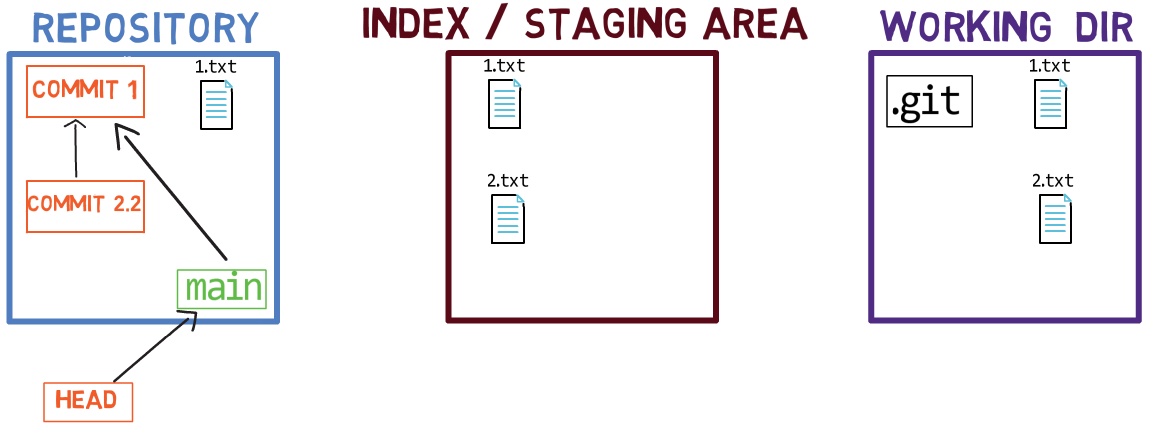 REPOSITORY
INDEX / STAGING AREA
WORKING DIR
COMMIT 1
1.txt
1.txt
.git
1.txt
COMMIT 2.2
2.txt
2.txt
main
HEAD